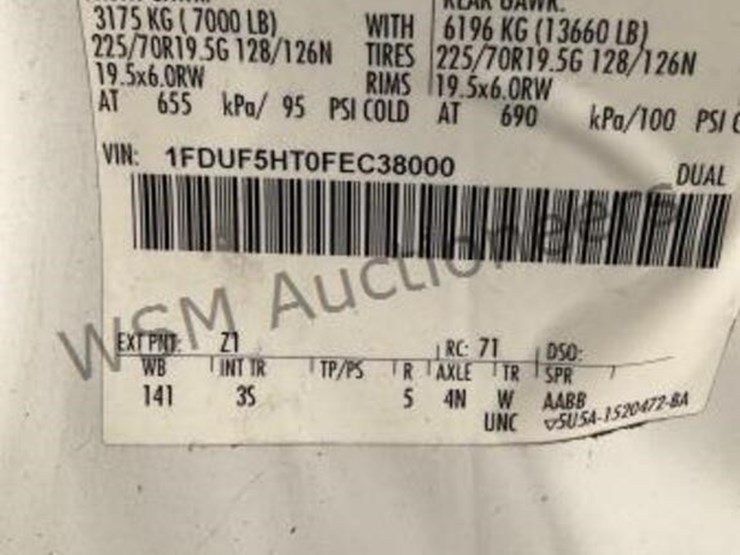 3175 KG ( 7000 LB) WITH 6196 KG (13660 LB)
225/70R19.5G 128/126N TIRES 225/70R19.5G 128/126N
19.5x6.0RW RIMS 19.5x6.0RW
AT 655 kPa/ 95 PSI COLD AT 690 kPa/100 PSI
VIN: 1FDUF5HT0FEC38000
DUAL
WSM Auctioneers
EXT PNT: Z1 RC: 71 DSO:
WB INT TR TP/PS R AXLE TR SPR
141 3S 5 4N W AABB
UNC ▽5U5A-1520472-BA